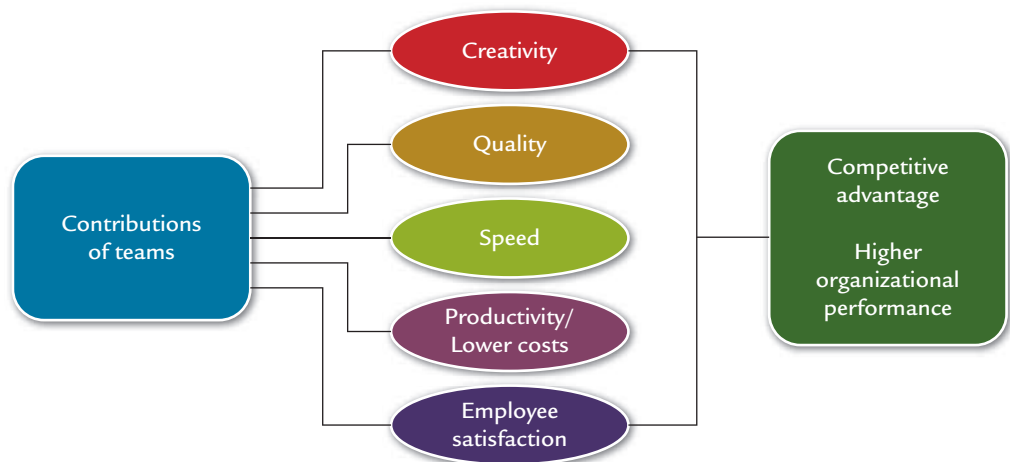 Contributions
of teams
Creativity
Quality
Speed
Productivity/
Lower costs
Employee
satisfaction
Competitive
advantage
Higher
organizational
performance